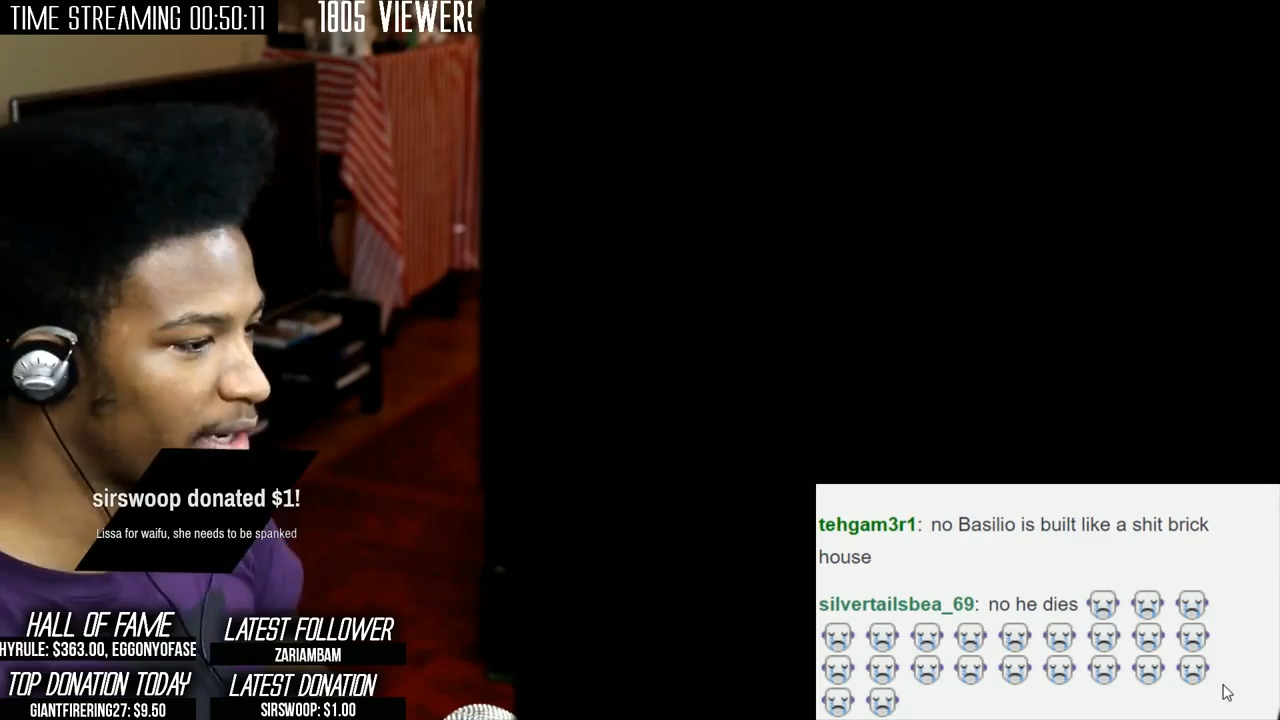 TIME STREAMING 00:50:11
1805 VIEWERS
sirswoop donated $1!
Lissa for waifu, she needs to be spanked
HALL OF FAME
HYRULE: $363.00, EGGONYOFASE
LATEST FOLLOWER
ZARIAMBAM
TOP DONATION TODAY
GIANTFIRERING27: $9.50
LATEST DONATION
SIRSWOOP: $1.00
tehgam3r1: no Basilio is built like a shit brick
house
silvertailsbea_69: no he dies